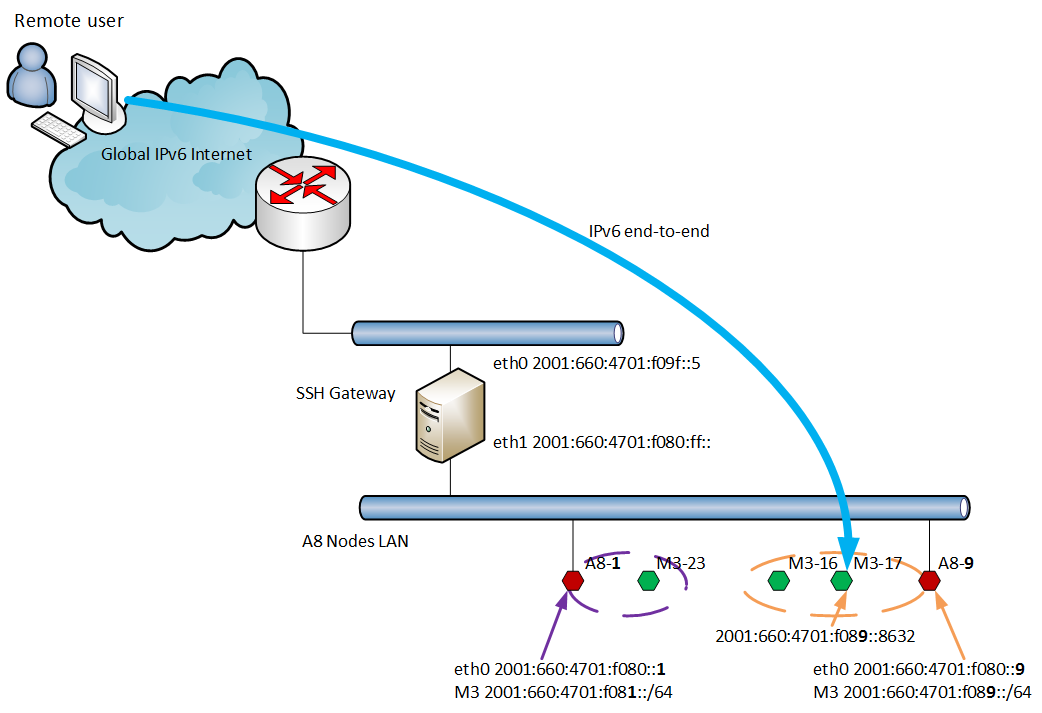 Remote user
Global IPv6 Internet
IPv6 end-to-end
eth0 2001:660:4701:f09f::5
SSH Gateway
eth1 2001:660:4701:f080:ff::
A8 Nodes LAN
A8-1
M3-23
M3-16
M3-17
A8-9
2001:660:4701:f089::8632
eth0 2001:660:4701:f080::1
M3 2001:660:4701:f081::/64
eth0 2001:660:4701:f080::9
M3 2001:660:4701:f089::/64